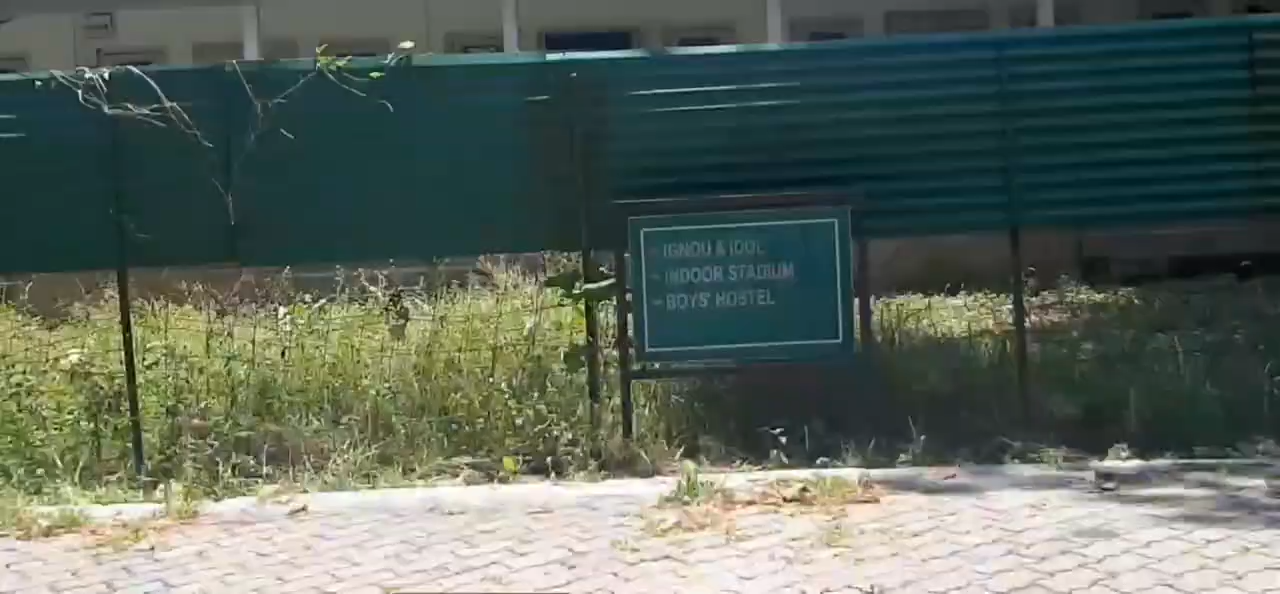 - IGNOU & IDOL
- INDOOR STADIUM
- BOYS' HOSTEL